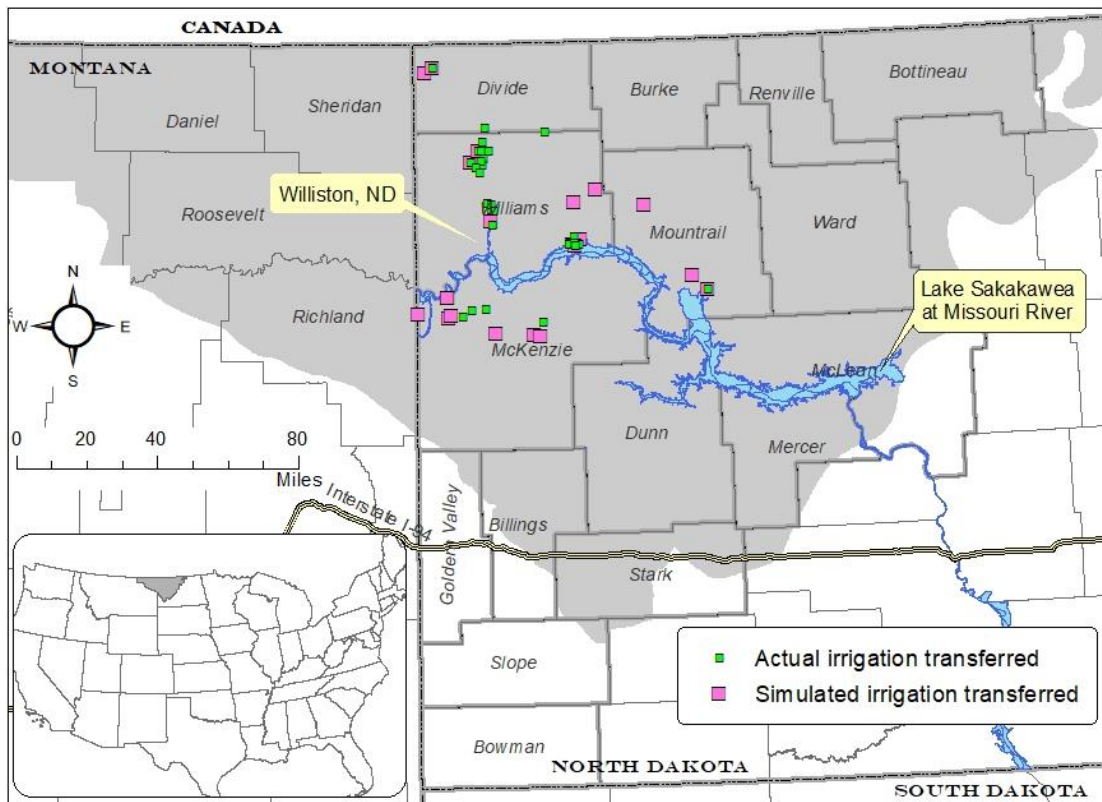 CANADA
MONTANA
Bottineau
Divide
Burke
Renville
Sheridan
Daniel
Williston, ND
Roosevelt
Mountrail
Ward
Lake Sakakawea
at Missouri River
N
W
E
S
Richland
McKenzie
McLean
Dunn
Mercer
0 20 40 80
Miles
Interstate I-94
Golden Valley
Billings
Stark
Slope
Actual irrigation transferred
Simulated irrigation transferred
Bowman
NORTH DAKOTA
SOUTH DAKOTA